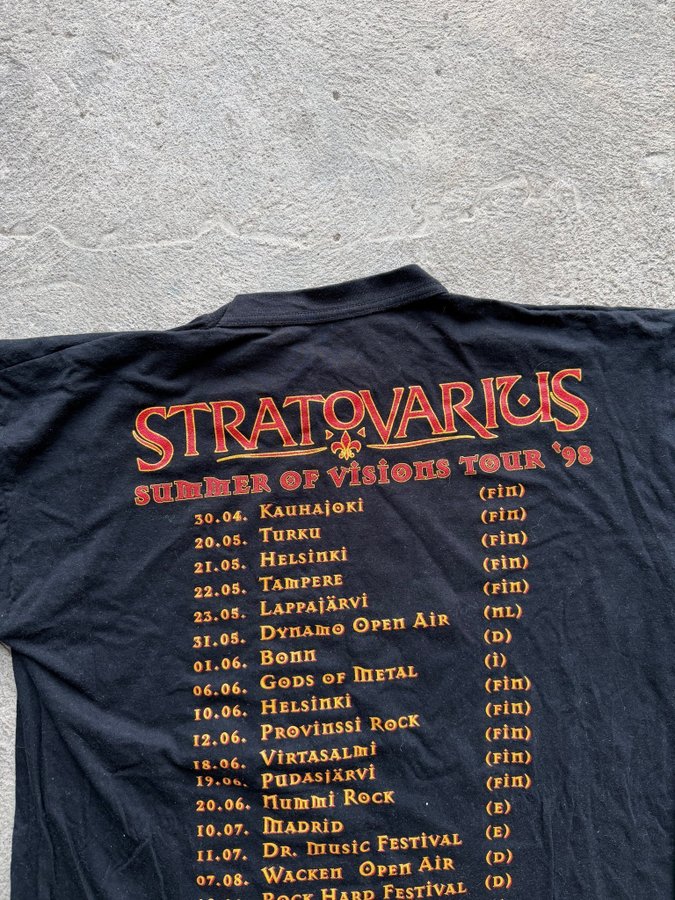 STRATOVARIUS
SUMMER OF VISIONS TOUR '98
30.04. KAUHAJOKI (FIN)
20.05. TURKU (FIN)
21.05. HELSINKI (FIN)
22.05. TAMPERE (FIN)
23.05. LAPPAJÄRVI (FIN)
31.05. DYNAMO OPEN AIR (NL)
01.06. BONN (D)
06.06. GODS OF METAL (I)
10.06. HELSINKI (FIN)
12.06. PROVINSSI ROCK (FIN)
18.06. VIRTASALMI (FIN)
19.06. PUDASJÄRVI (FIN)
20.06. NUMMI ROCK (FIN)
10.07. MADRID (E)
11.07. DR. MUSIC FESTIVAL (E)
07.08. WACKEN OPEN AIR (D)
ROCK HARD FESTIVAL (D)